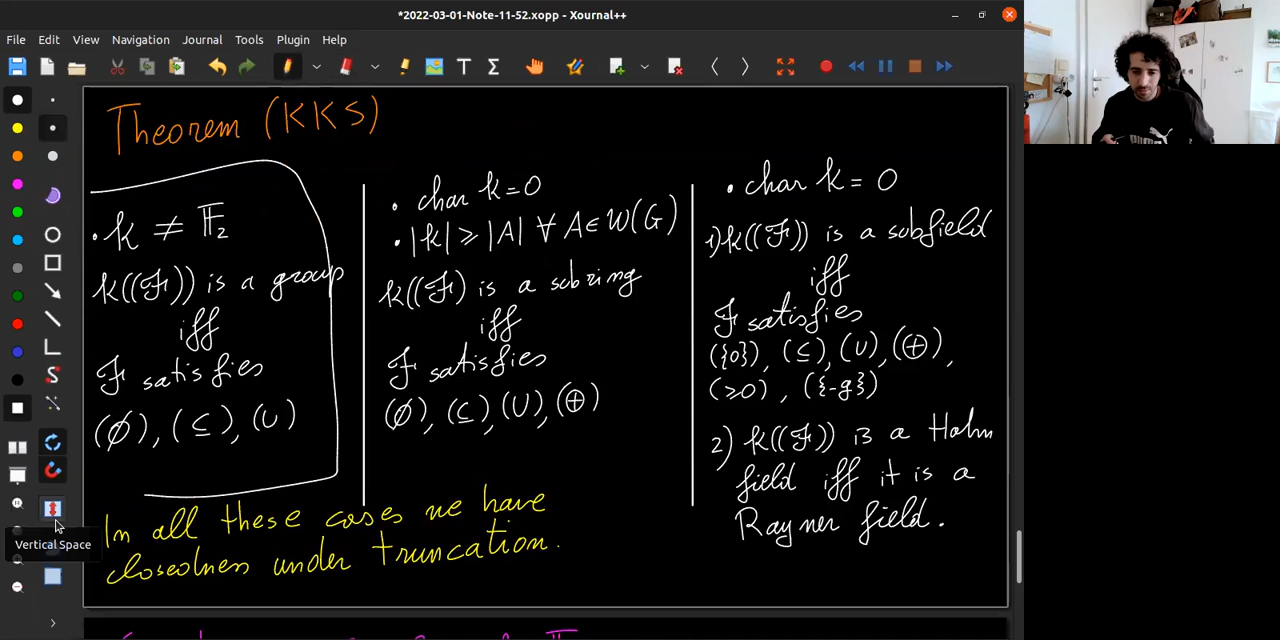 *2022-03-01-Note-11-52.xopp - Xournal++
File Edit View Navigation Journal Tools Plugin Help
Theorem (KKS)
• k ≠ 𝔽₂
k((ℱ)) is a group
iff
ℱ satisfies
(∅), (⊆), (∪)
• char k = 0
• |k| ⩾ |A| ∀ A ∈ W(G)
k((ℱ) is a subring
iff
ℱ satisfies
(∅), (⊆), (∪), (⊕)
• char k = 0
1) k((ℱ)) is a subfield
iff
ℱ satisfies
({0}), (⊆), (∪), (⊕),
(⩾0), ({-g})
2) k((ℱ)) is a Hahn
field iff it is a
Rayner field.
In all these cases we have
closedness under truncation.
Vertical Space
PUMA